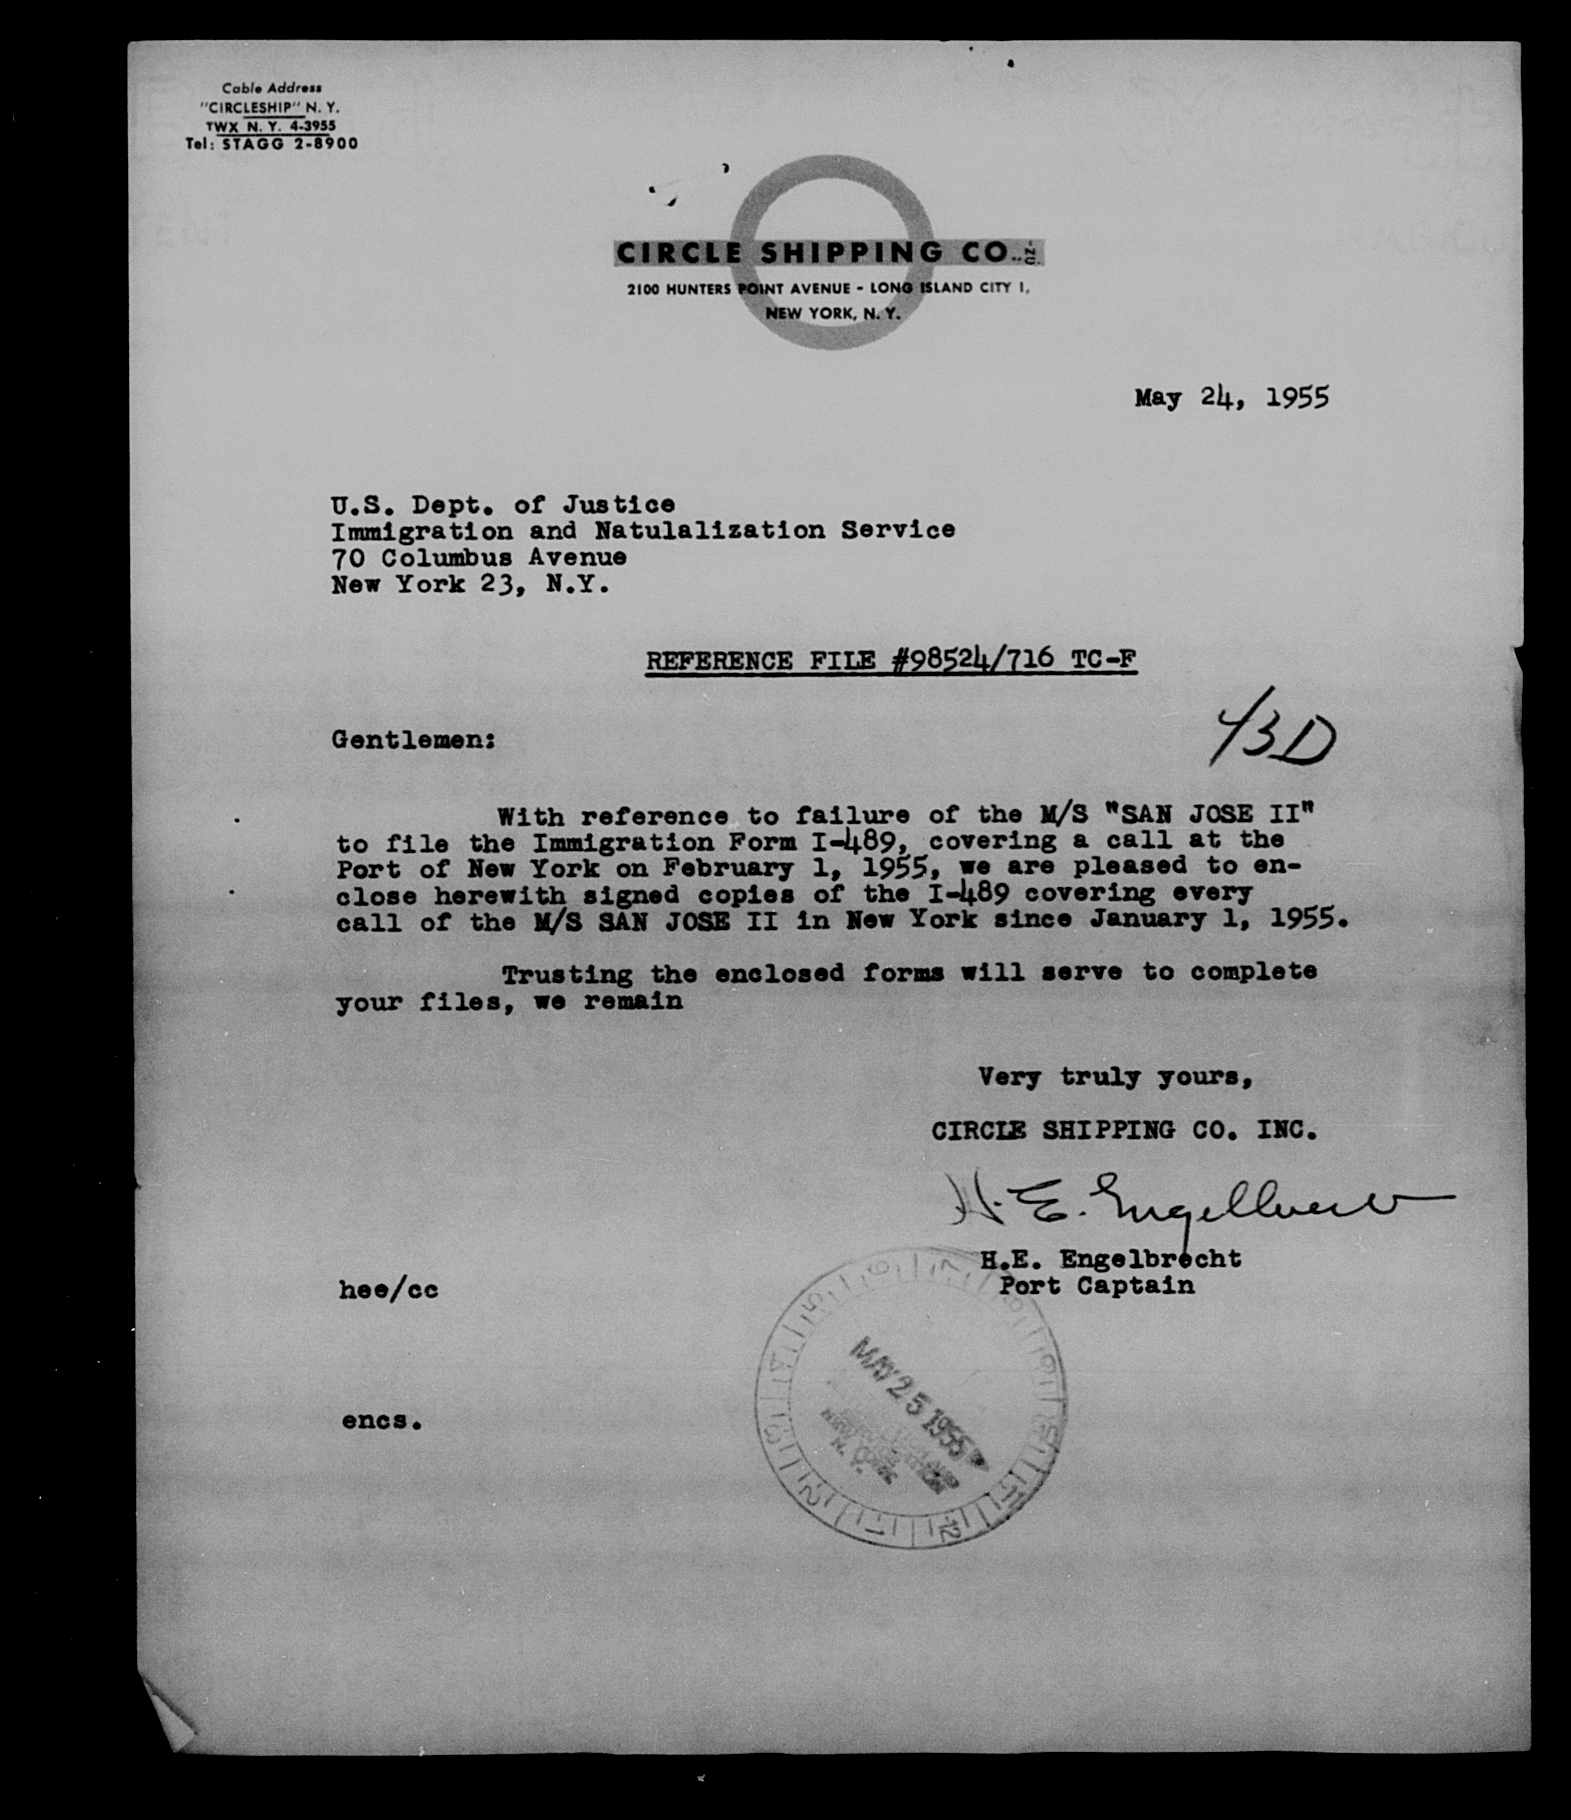 Cable Address
"CIRCLESHIP" N. Y.
TWX N. Y. 4-3955
Tel: STAGG 2-8900
CIRCLE SHIPPING CO., INC.
2100 HUNTERS POINT AVENUE - LONG ISLAND CITY 1,
NEW YORK, N. Y.
May 24, 1955
U.S. Dept. of Justice
Immigration and Natulalization Service
70 Columbus Avenue
New York 23, N.Y.
REFERENCE FILE #98524/716 TC-F
43D
Gentlemen:
With reference to failure of the M/S "SAN JOSE II"
to file the Immigration Form I-489, covering a call at the
Port of New York on February 1, 1955, we are pleased to en-
close herewith signed copies of the I-489 covering every
call of the M/S SAN JOSE II in New York since January 1, 1955.
Trusting the enclosed forms will serve to complete
your files, we remain
Very truly yours,
CIRCLE SHIPPING CO. INC.
H. E. Engelbrecht
H.E. Engelbrecht
Port Captain
hee/cc
MAY 25 1955
N. Y.
encs.